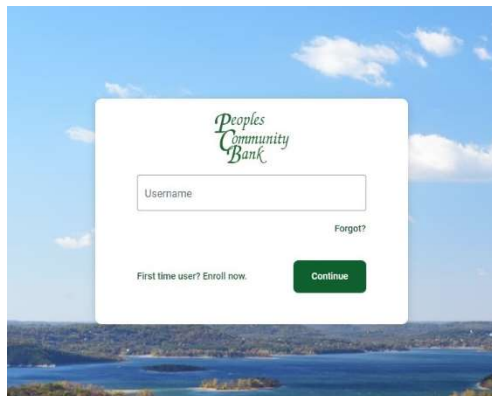 Peoples
Community
Bank
Username
Forgot?
First time user? Enroll now.
Continue